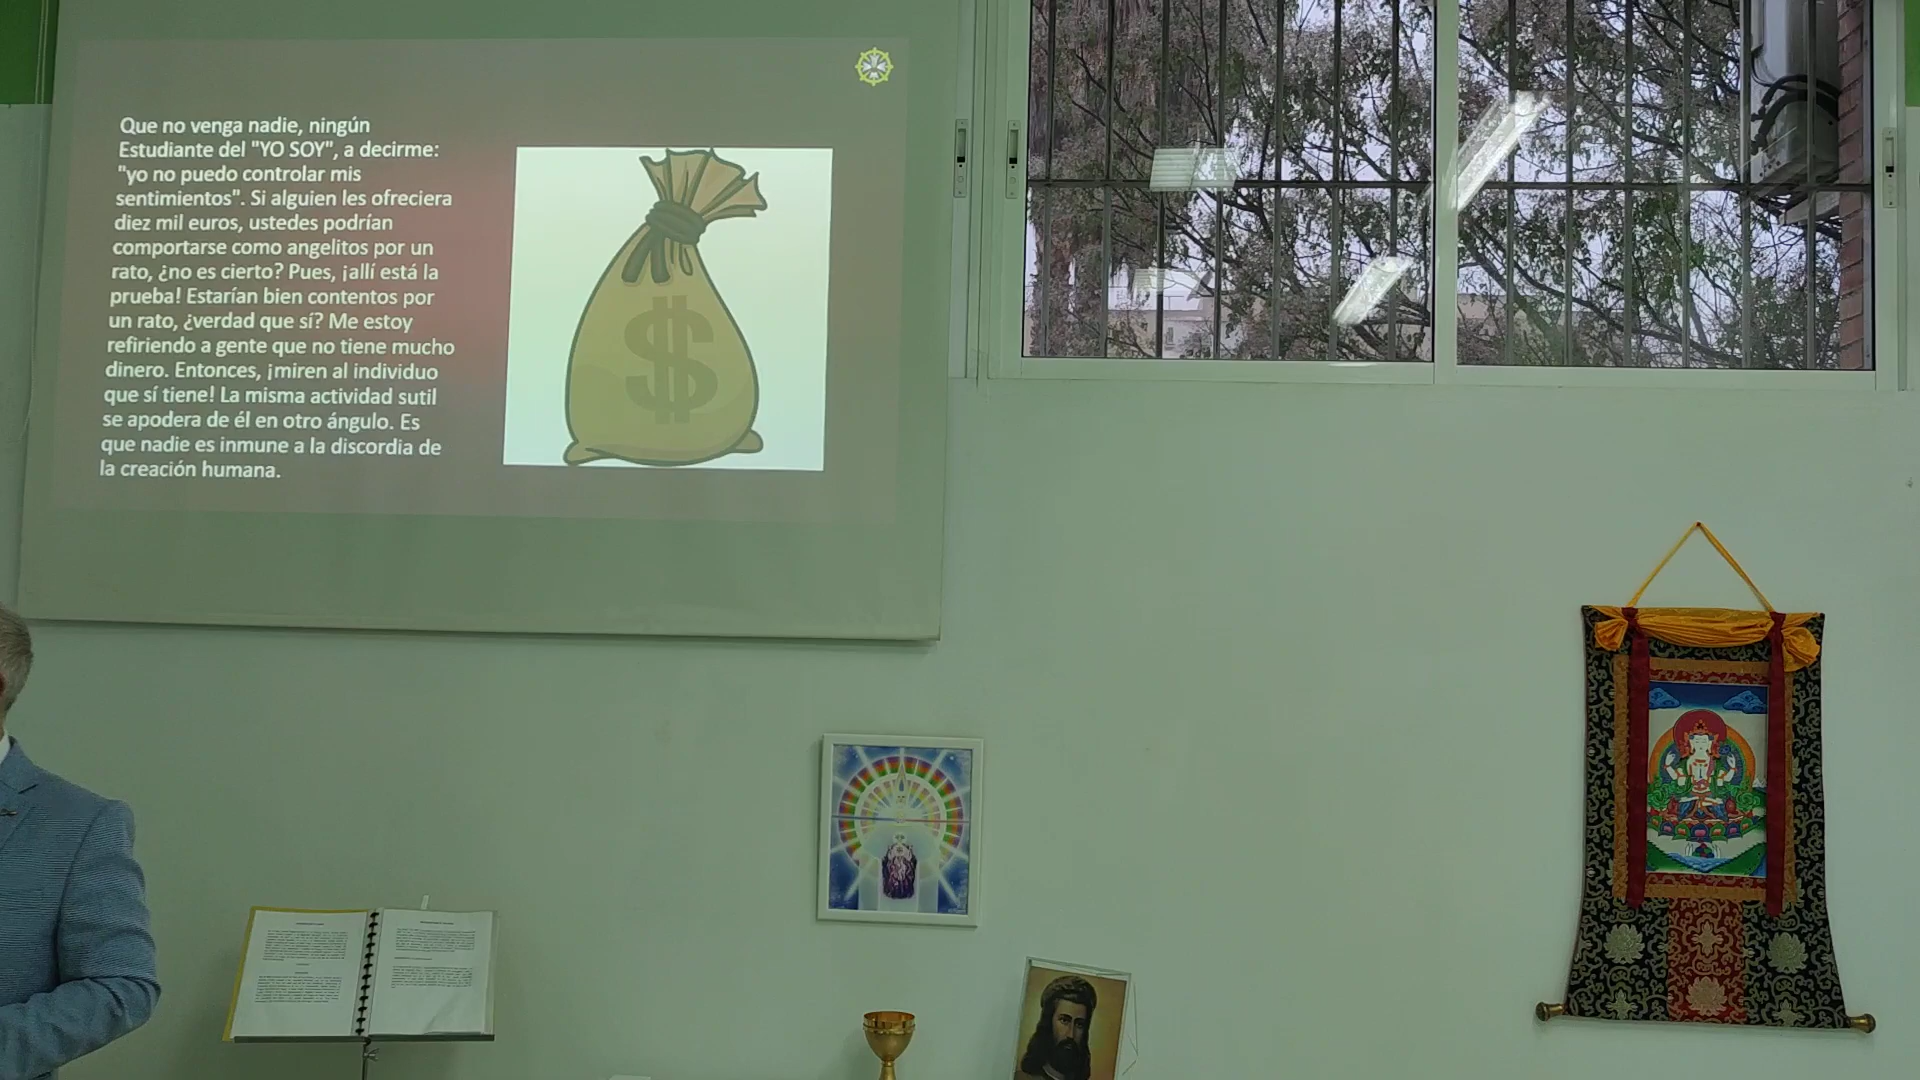 Que no venga nadie, ningún
Estudiante del "YO SOY", a decirme:
"yo no puedo controlar mis
sentimientos". Si alguien les ofreciera
diez mil euros, ustedes podrían
comportarse como angelitos por un
rato, ¿no es cierto? Pues, ¡allí está la
prueba! Estarían bien contentos por
un rato, ¿verdad que sí? Me estoy
refiriendo a gente que no tiene mucho
dinero. Entonces, ¡miren al individuo
que sí tiene! La misma actividad sutil
se apodera de él en otro ángulo. Es
que nadie es inmune a la discordia de
la creación humana.
$